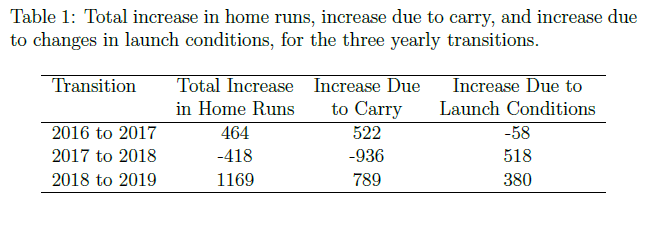 Table 1: Total increase in home runs, increase due to carry, and increase due
to changes in launch conditions, for the three yearly transitions.
Transition Total Increase Increase Due Increase Due to
in Home Runs to Carry Launch Conditions
2016 to 2017 464 522 -58
2017 to 2018 -418 -936 518
2018 to 2019 1169 789 380